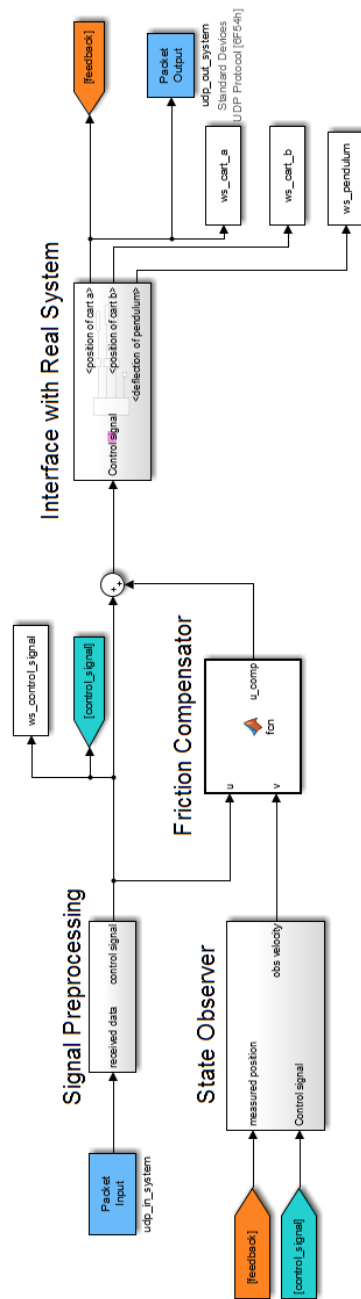 Signal Preprocessing
Packet
Input
udp_in_system
received data
control signal
ws_control_signal
[control_signal]
State Observer
[feedback]
[control_signal]
measured position
Control signal
obs velocity
Friction Compensator
u
v
fcn
u_comp
+
+
Interface with Real System
Control signal
<position of cart a>
<position of cart b>
<deflection of pendulum>
[feedback]
Packet
Output
udp_out_system
Standard Devices
UDP Protocol [6F54h]
ws_cart_a
ws_cart_b
ws_pendulum